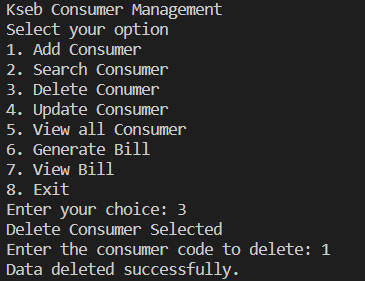 Kseb Consumer Management
Select your option
1. Add Consumer
2. Search Consumer
3. Delete Conumer
4. Update Consumer
5. View all Consumer
6. Generate Bill
7. View Bill
8. Exit
Enter your choice: 3
Delete Consumer Selected
Enter the consumer code to delete: 1
Data deleted successfully.